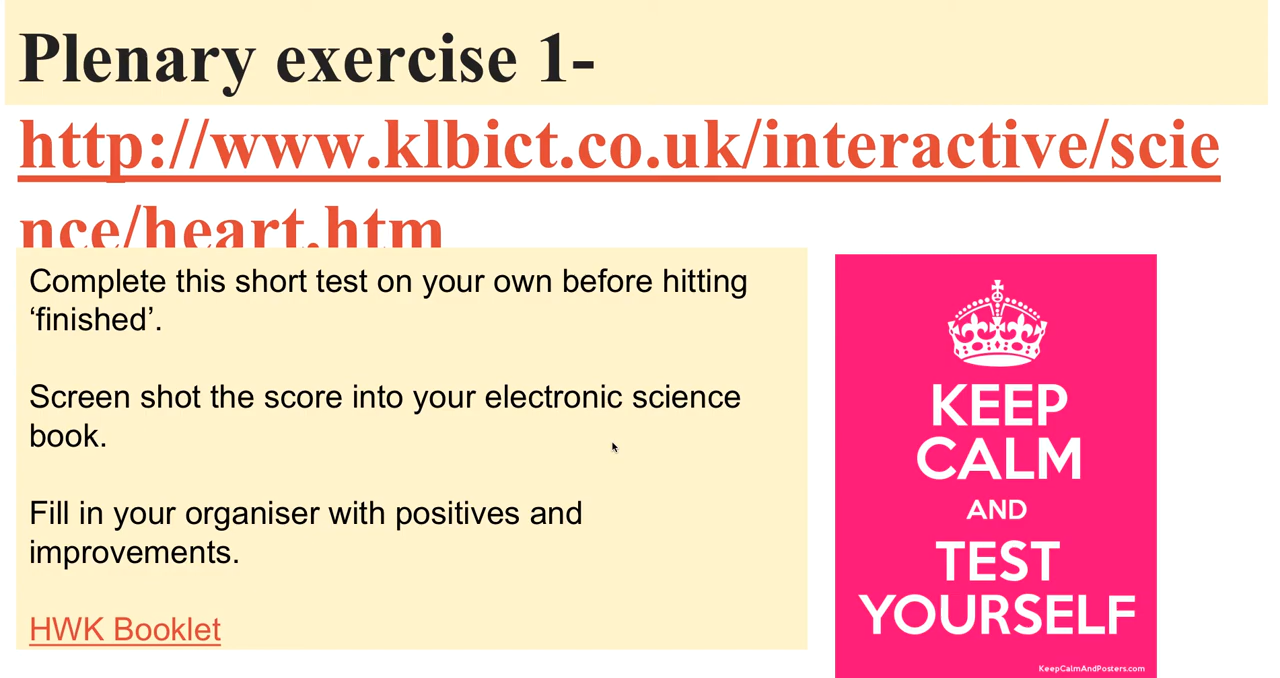 Plenary exercise 1-
http://www.klbict.co.uk/interactive/scie
nce/heart.htm
Complete this short test on your own before hitting
‘finished’.
Screen shot the score into your electronic science
book.
Fill in your organiser with positives and
improvements.
HWK Booklet
KEEP
CALM
AND
TEST
YOURSELF
KeepCalmAndPosters.com